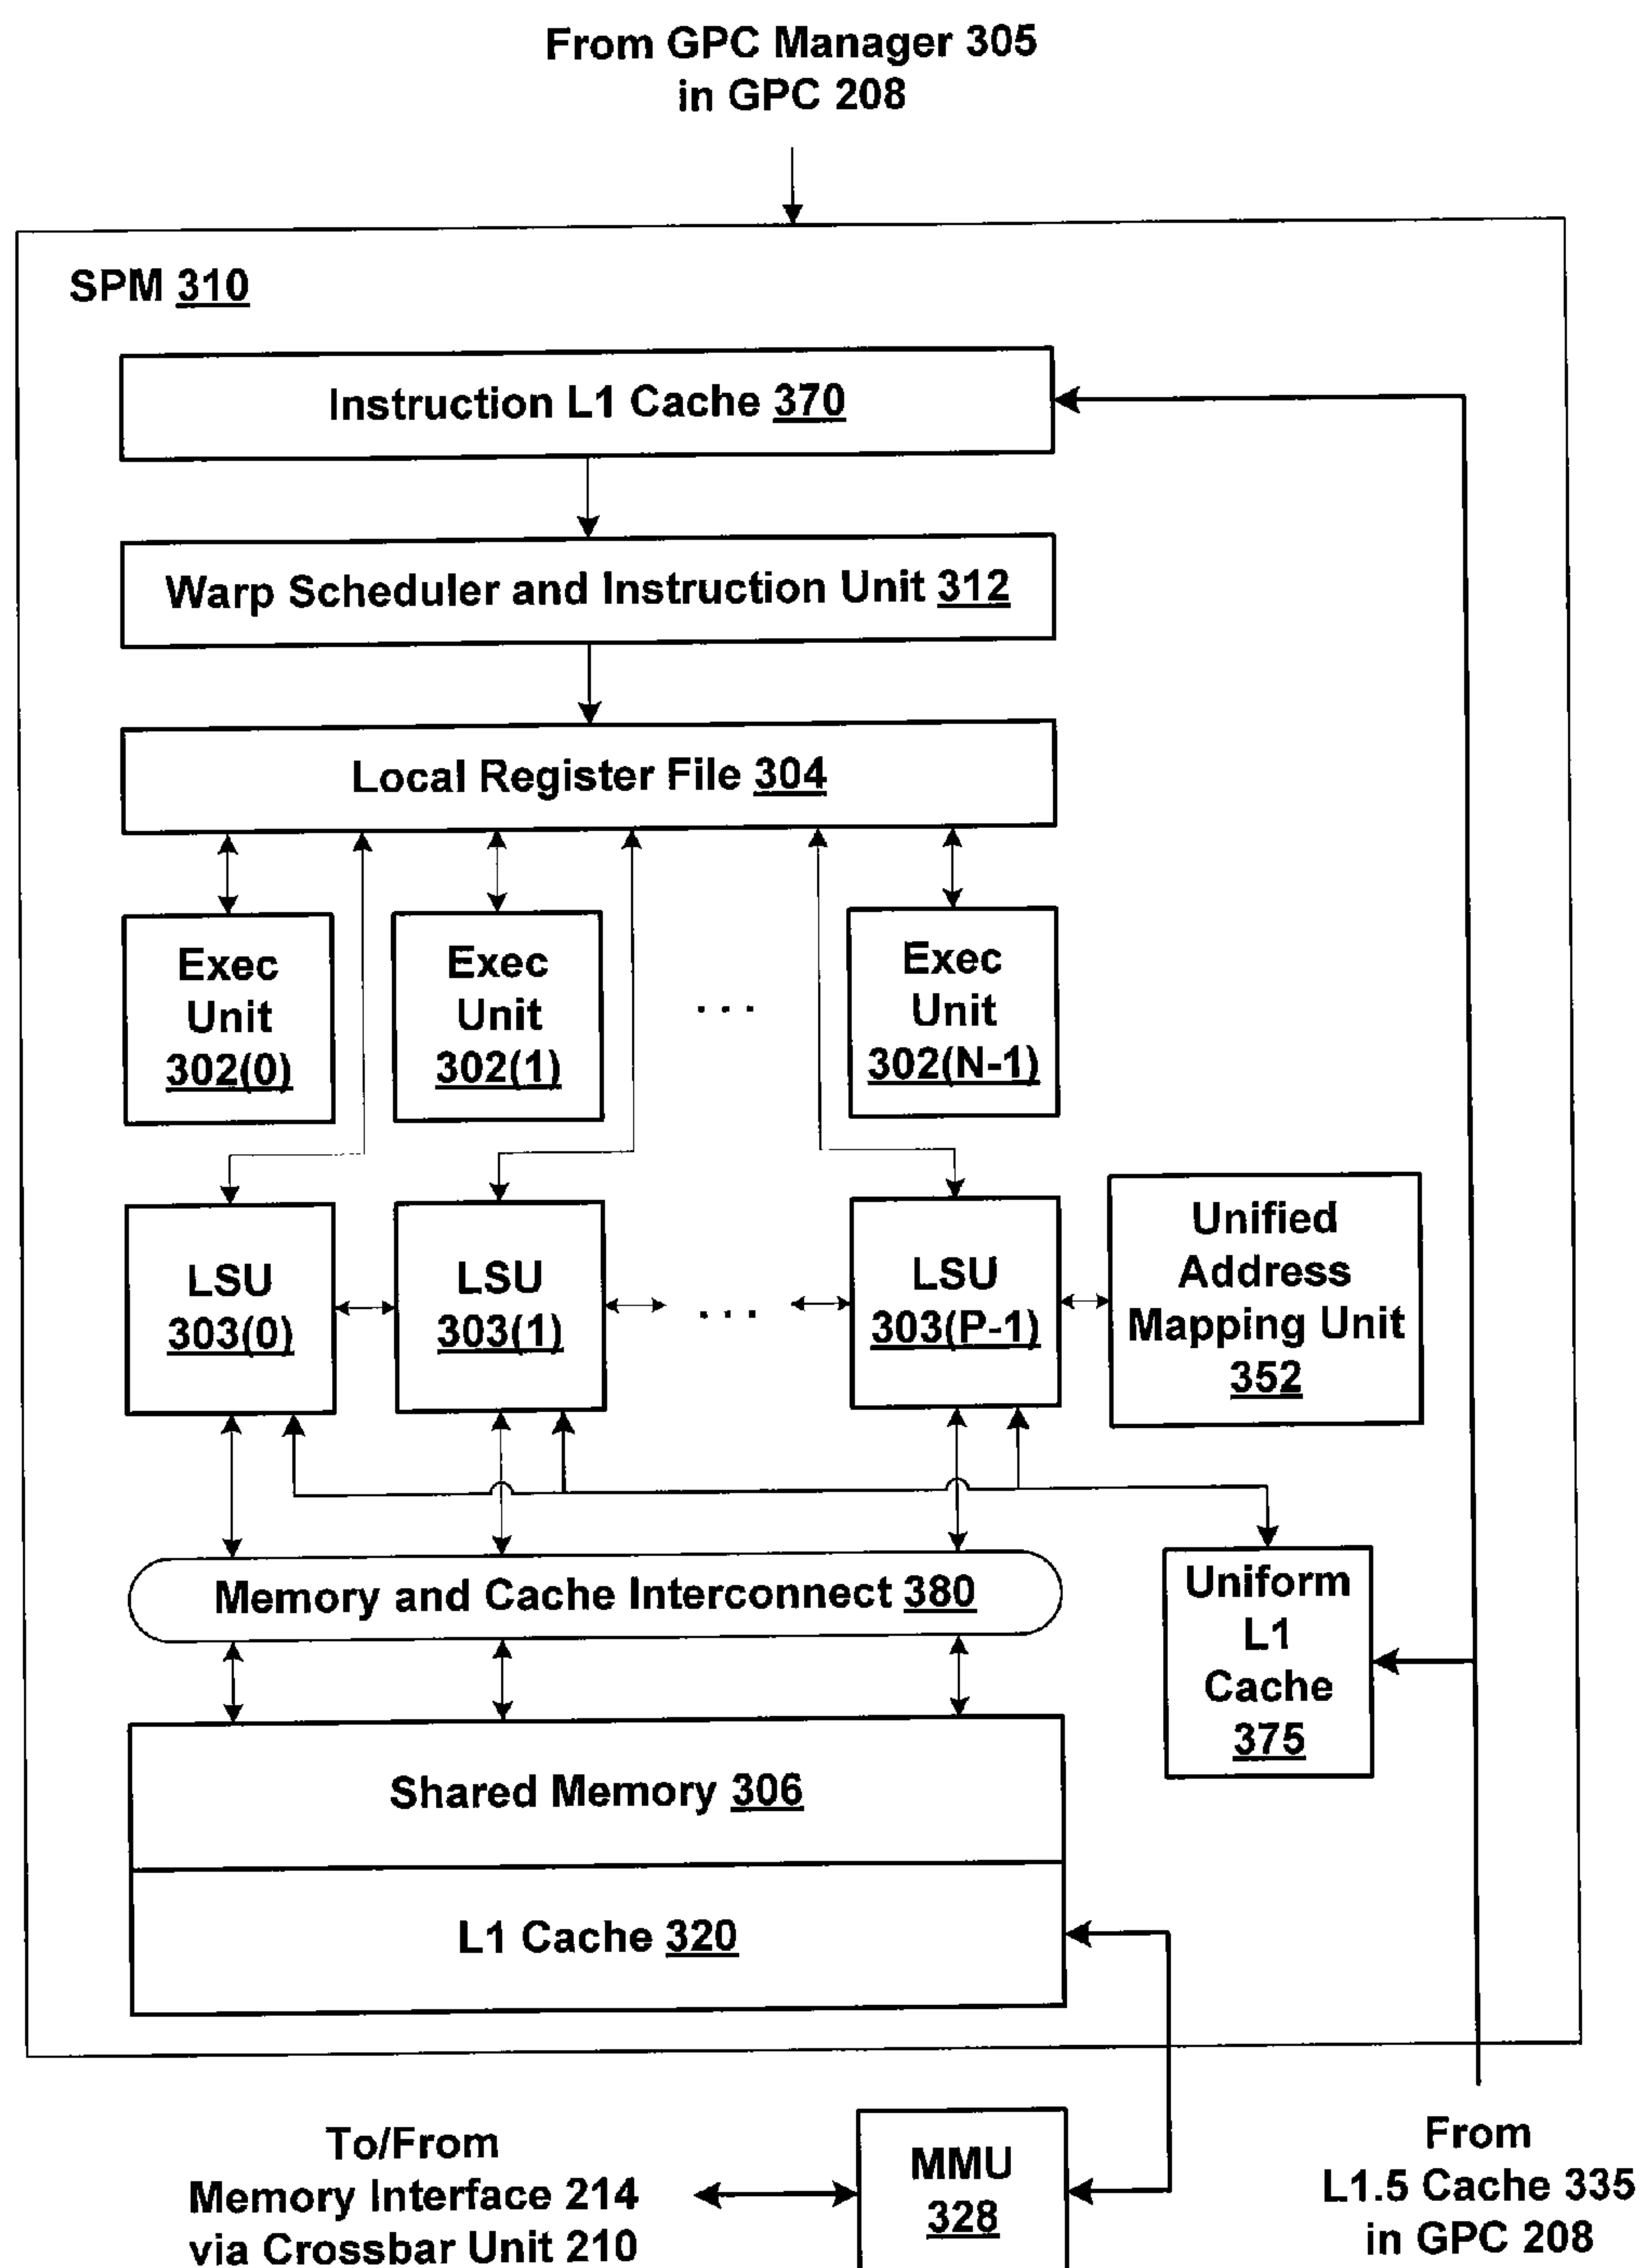 From GPC Manager 305
in GPC 208
SPM 310
Instruction L1 Cache 370
Warp Scheduler and Instruction Unit 312
Local Register File 304
Exec
Unit
302(0)
Exec
Unit
302(1)
. . .
Exec
Unit
302(N-1)
LSU
303(0)
LSU
303(1)
. . .
LSU
303(P-1)
Unified
Address
Mapping Unit
352
Memory and Cache Interconnect 380
Uniform
L1
Cache
375
Shared Memory 306
L1 Cache 320
To/From
Memory Interface 214
via Crossbar Unit 210
MMU
328
From
L1.5 Cache 335
in GPC 208